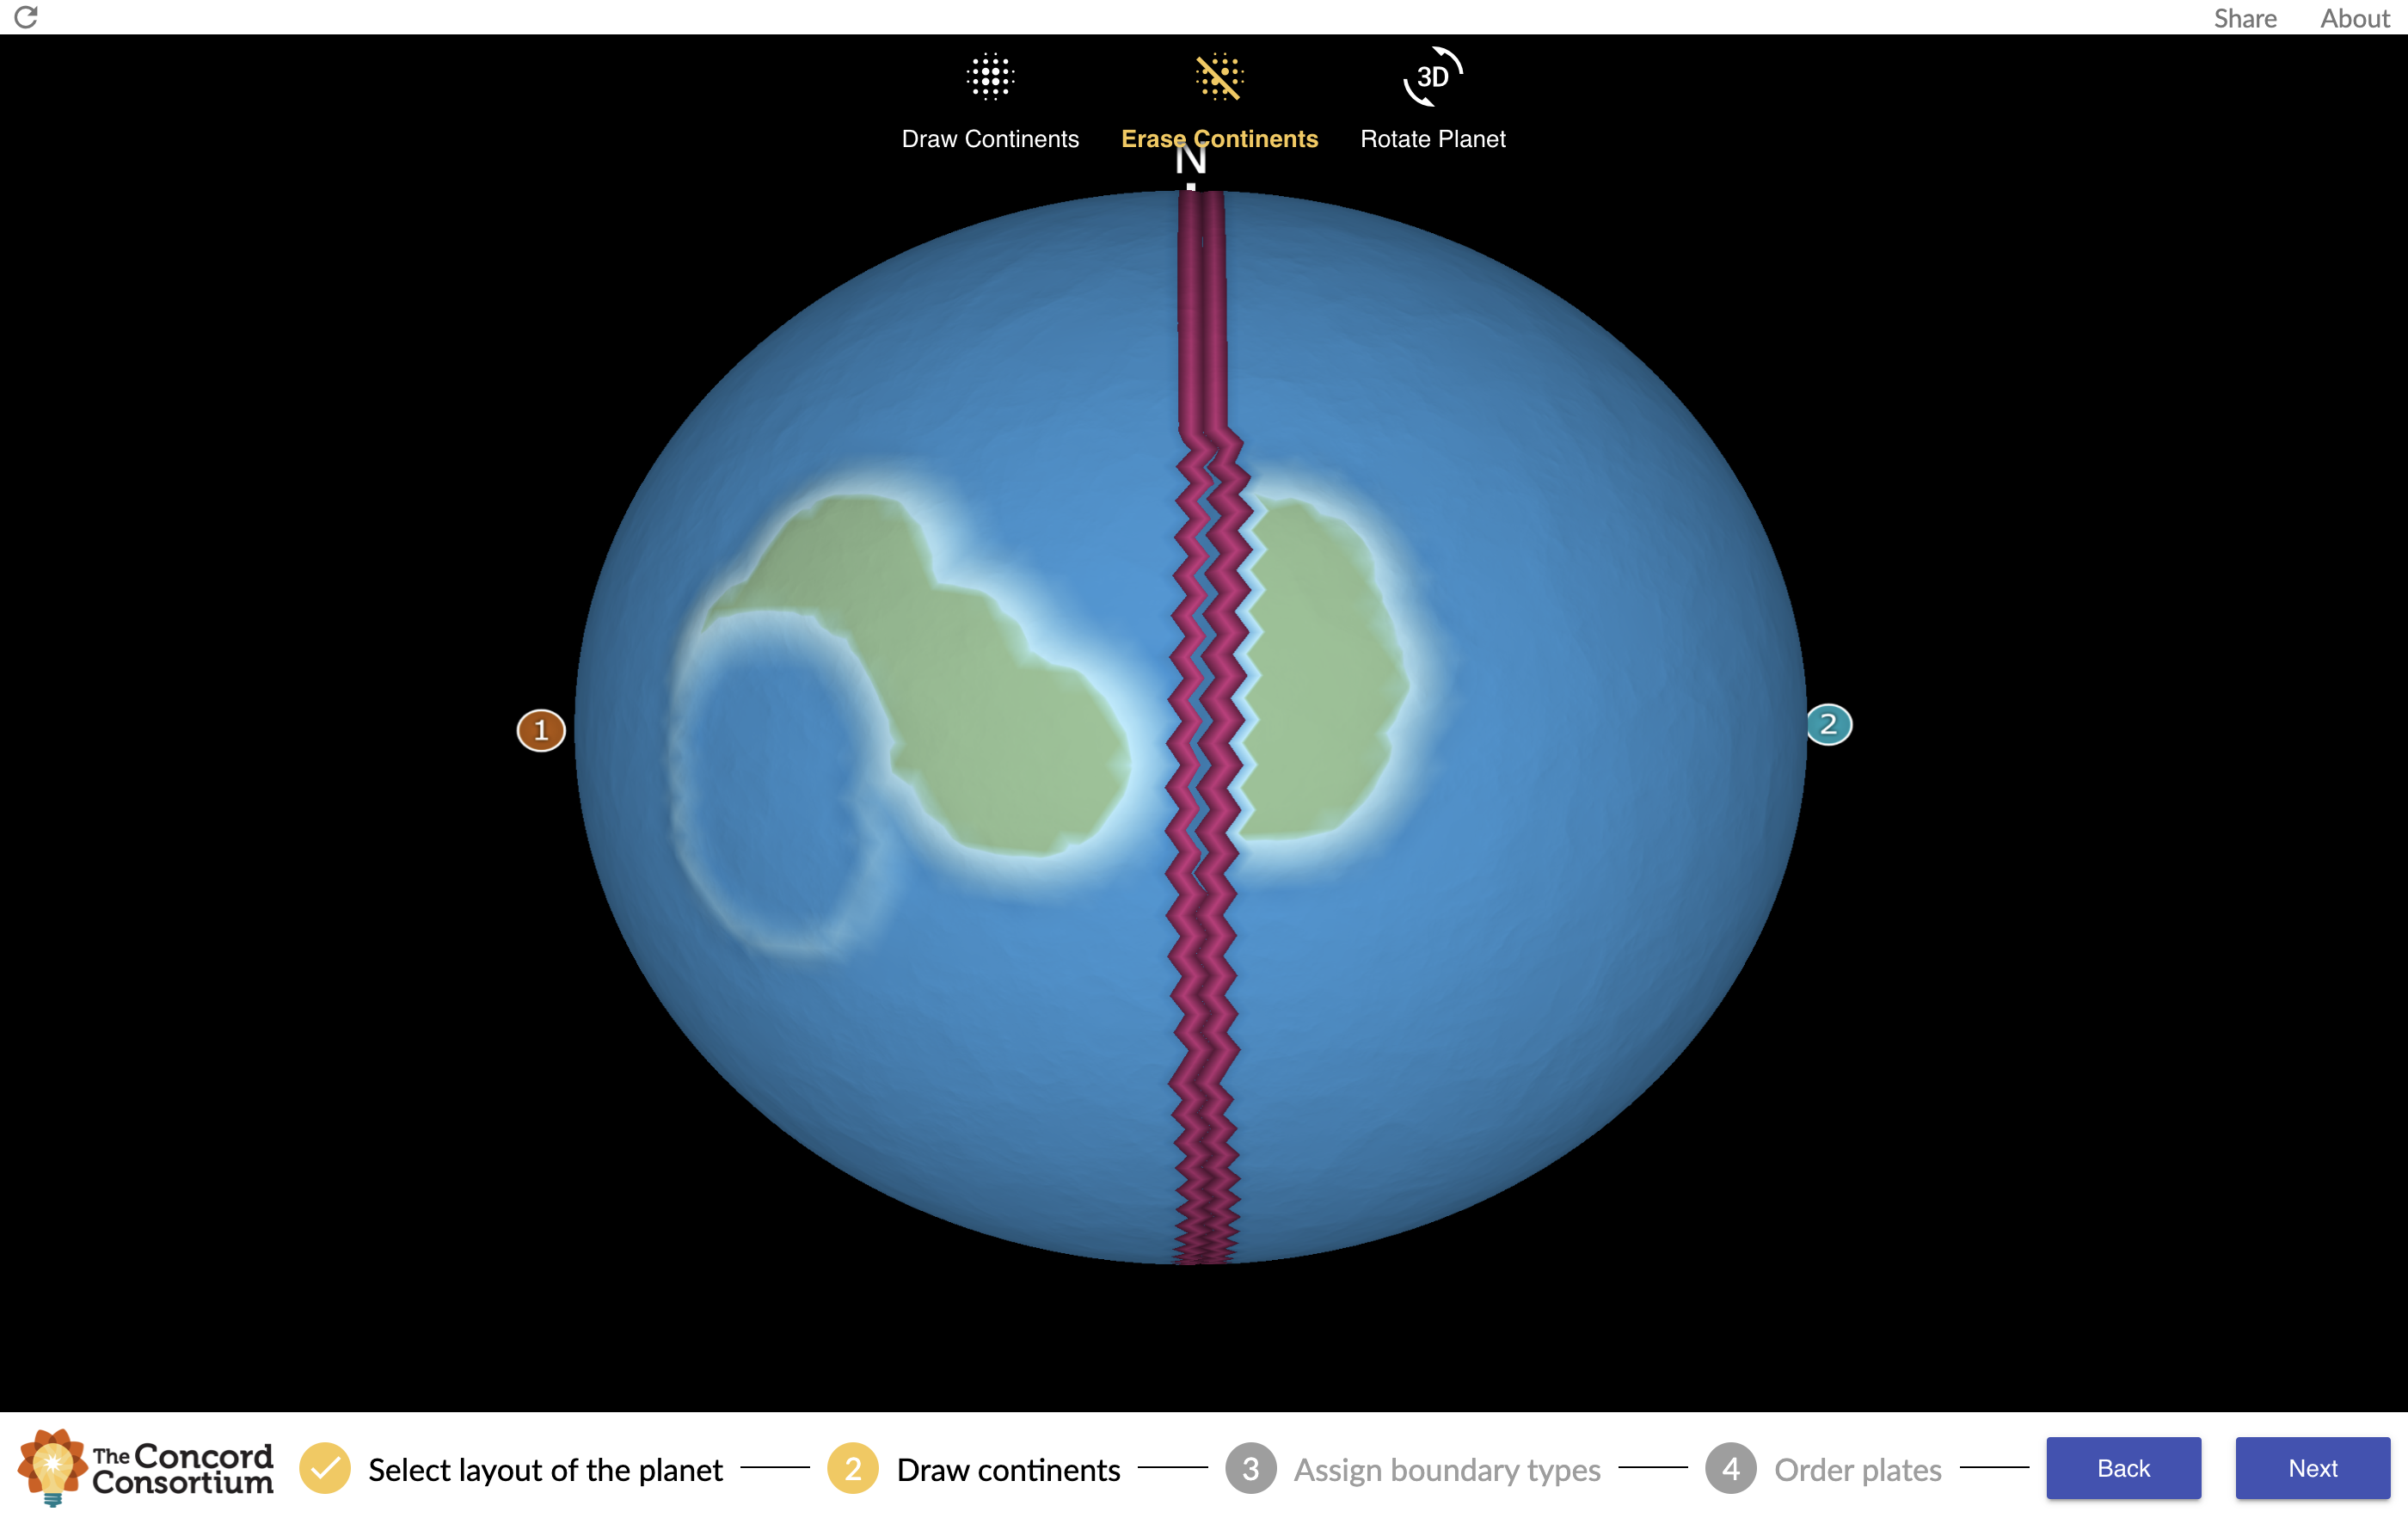 Share About
3D
Draw Continents Erase Continents Rotate Planet
N
1 2
The Concord
Consortium
Select layout of the planet 2 Draw continents 3 Assign boundary types 4 Order plates Back Next